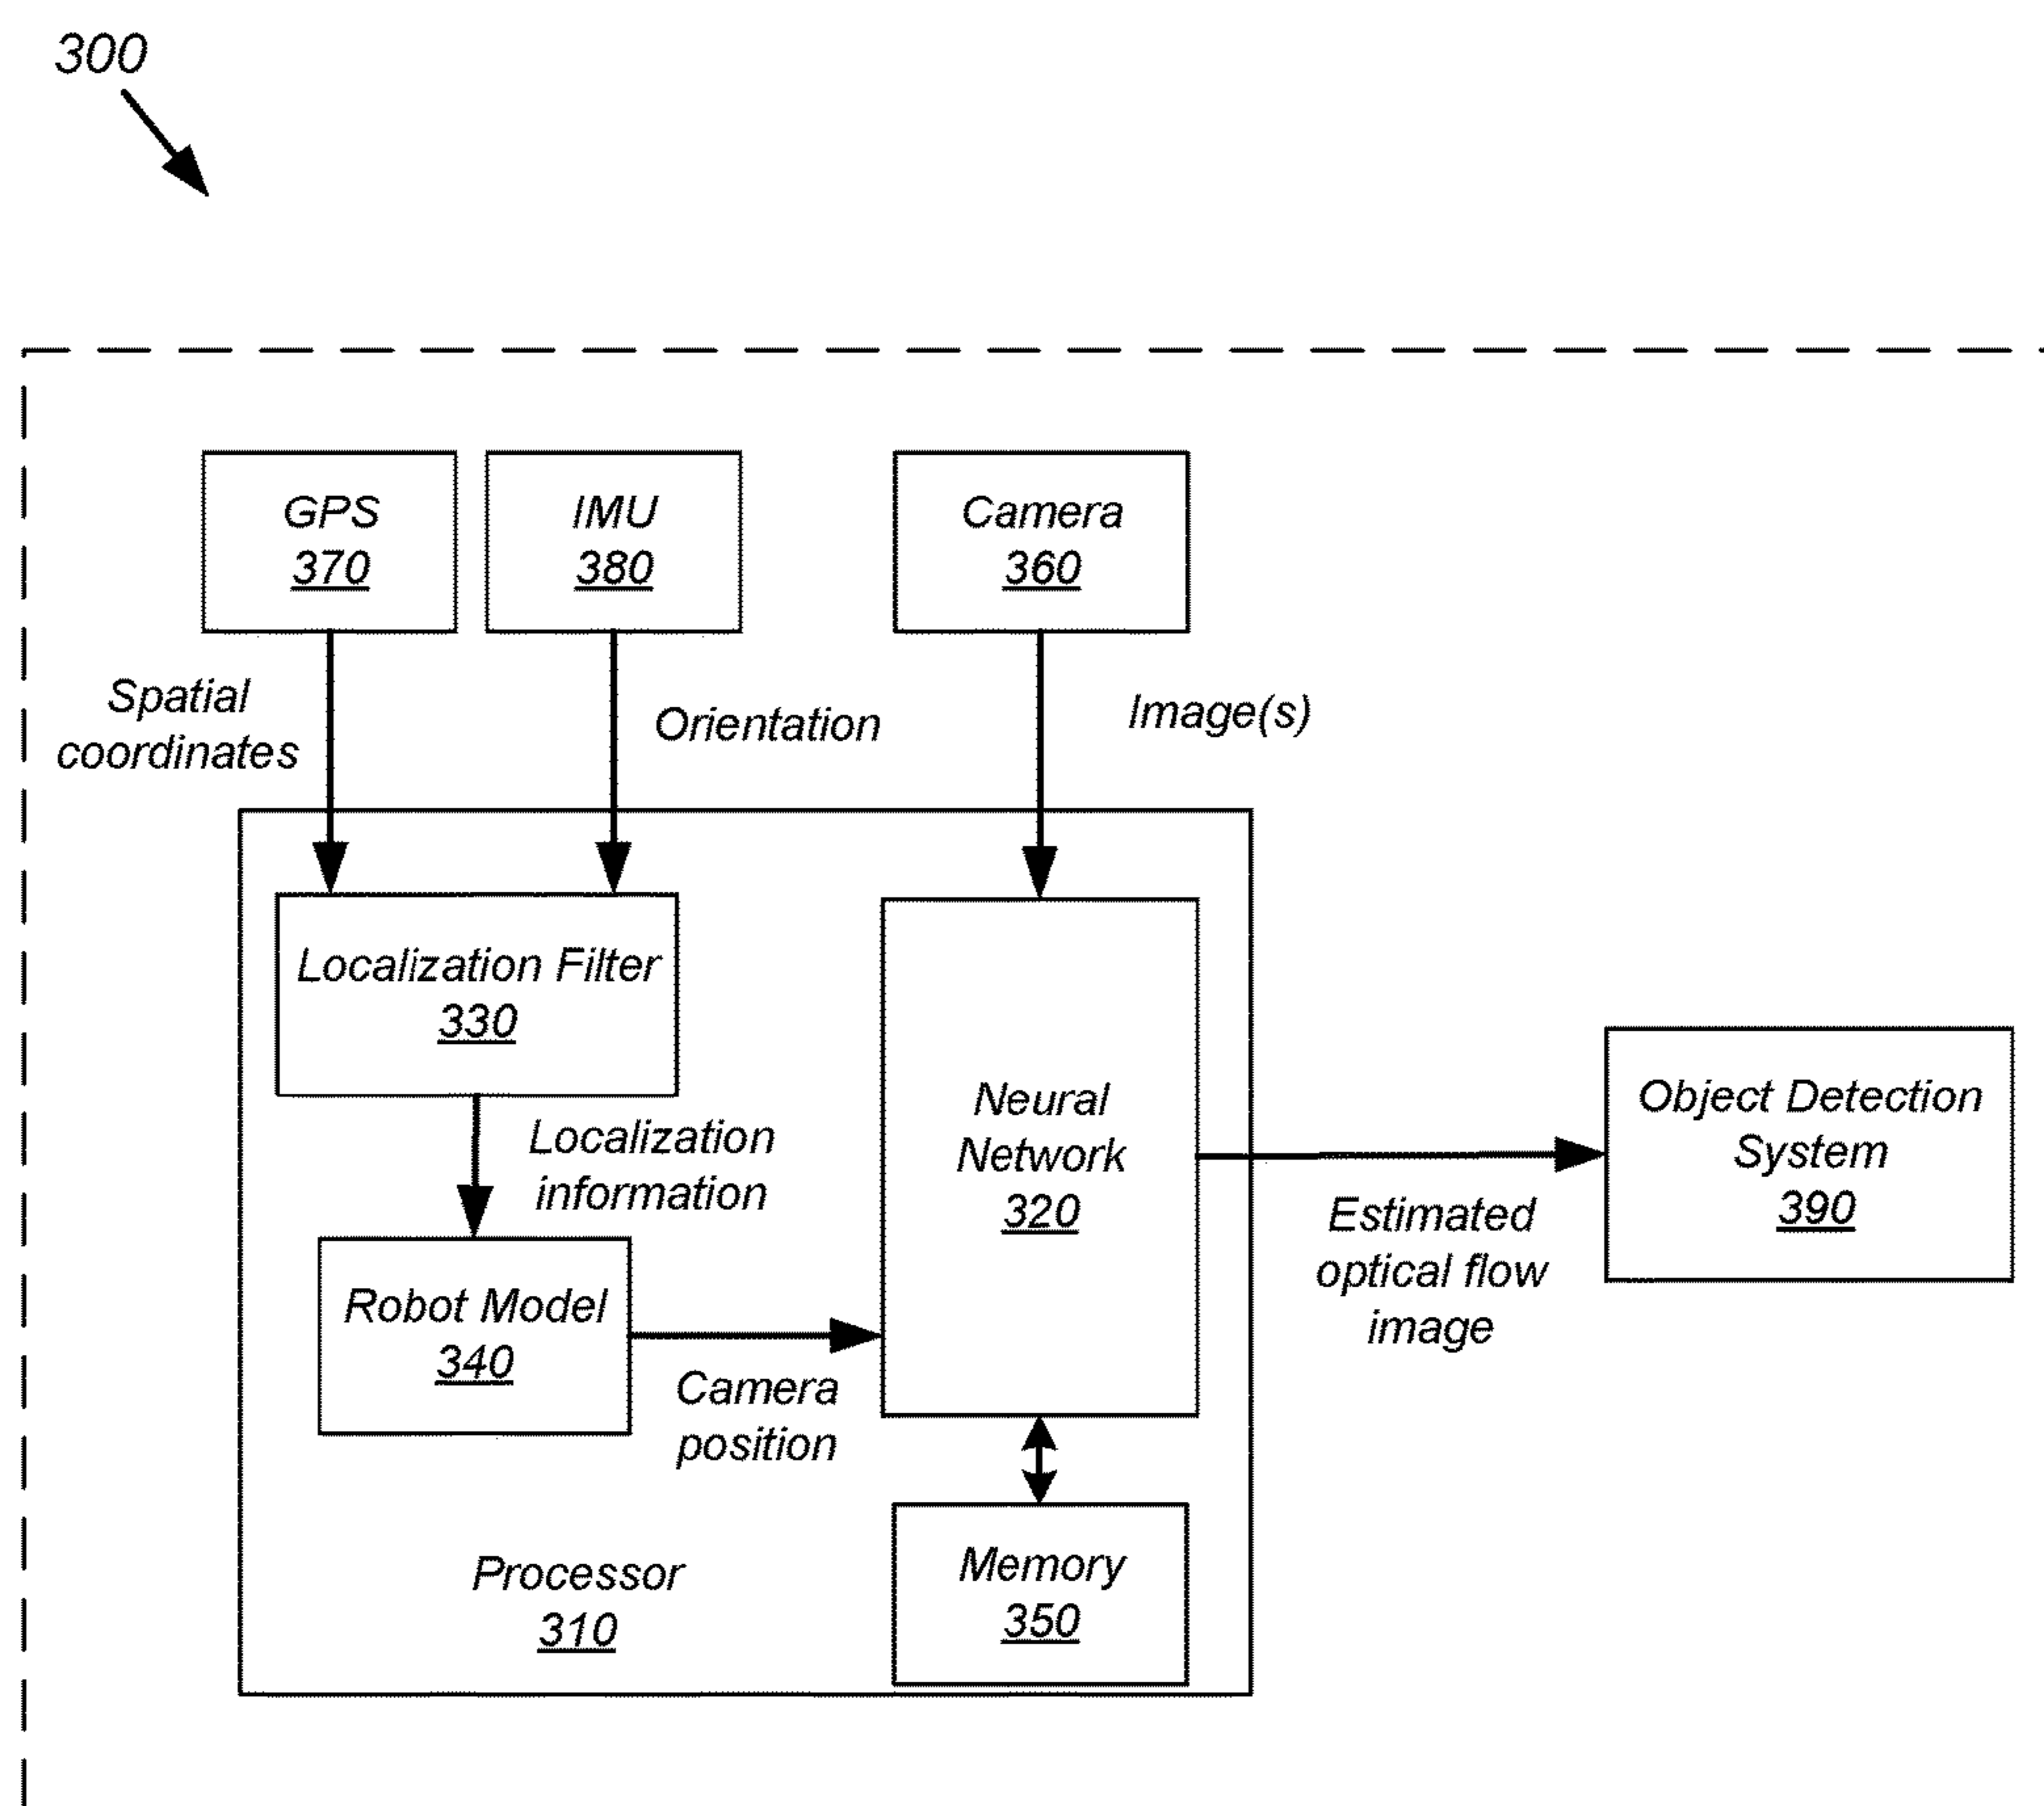 300
GPS
370
IMU
380
Camera
360
Spatial
coordinates
Orientation
Image(s)
Localization Filter
330
Localization
information
Robot Model
340
Camera
position
Neural
Network
320
Estimated
optical flow
image
Object Detection
System
390
Processor
310
Memory
350